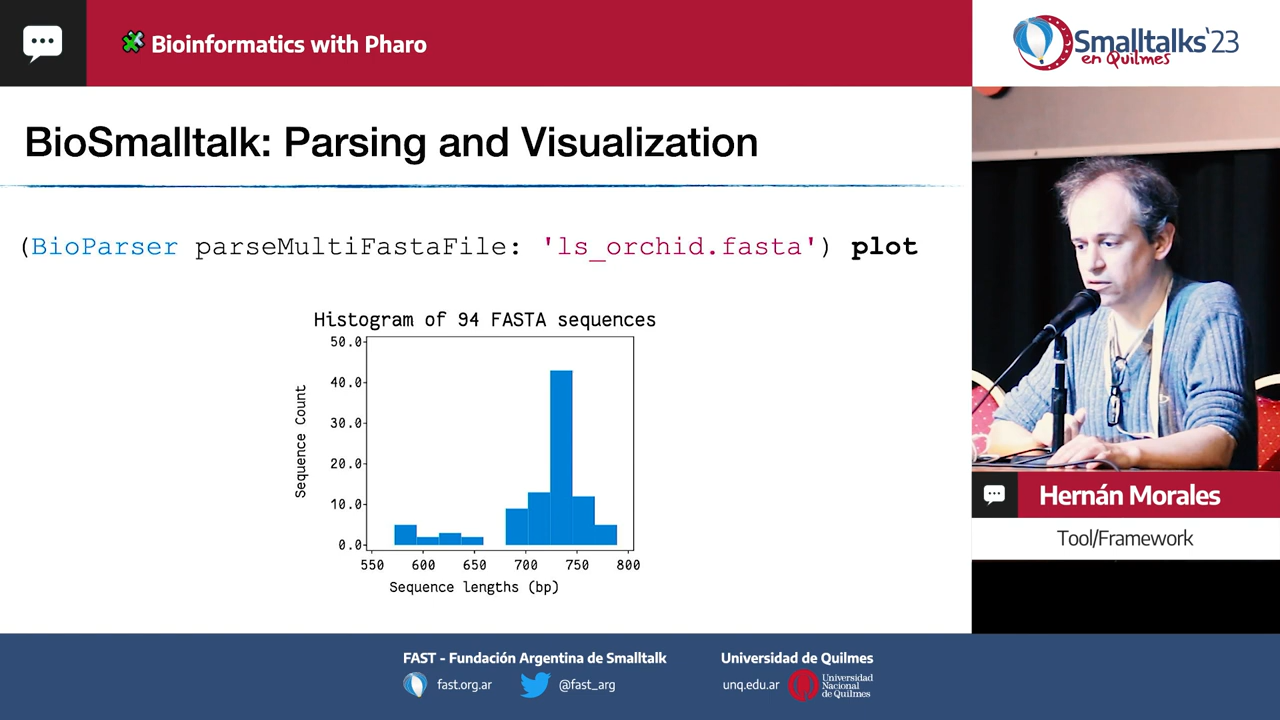 Bioinformatics with Pharo
Smalltalks'23
en Quilmes
BioSmalltalk: Parsing and Visualization
(BioParser parseMultiFastaFile: 'ls_orchid.fasta') plot
Histogram of 94 FASTA sequences
50.0
40.0
30.0
20.0
10.0
0.0
Sequence Count
550 600 650 700 750 800
Sequence lengths (bp)
Hernán Morales
Tool/Framework
FAST - Fundación Argentina de Smalltalk
fast.org.ar
@fast_arg
Universidad de Quilmes
unq.edu.ar
Universidad
Nacional
de Quilmes